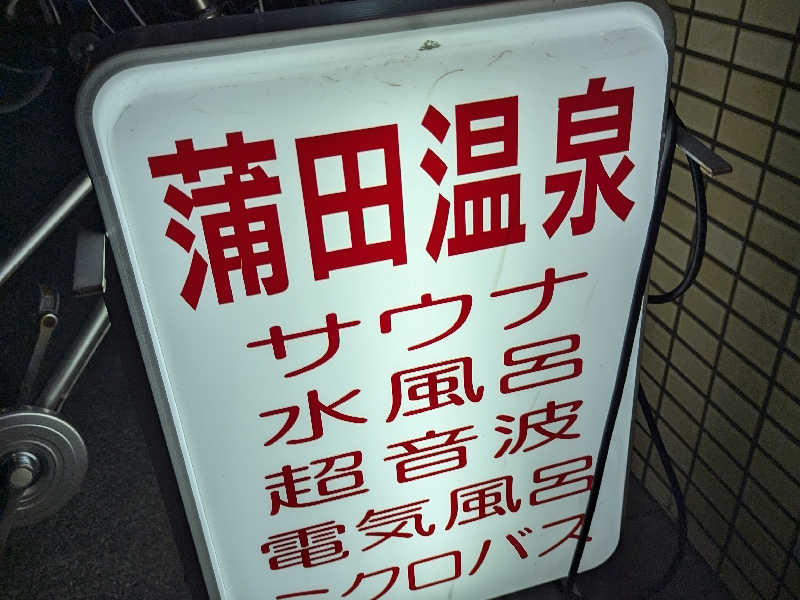 蒲田温泉
サウナ
水風呂
超音波
電気風呂
ミクロバス